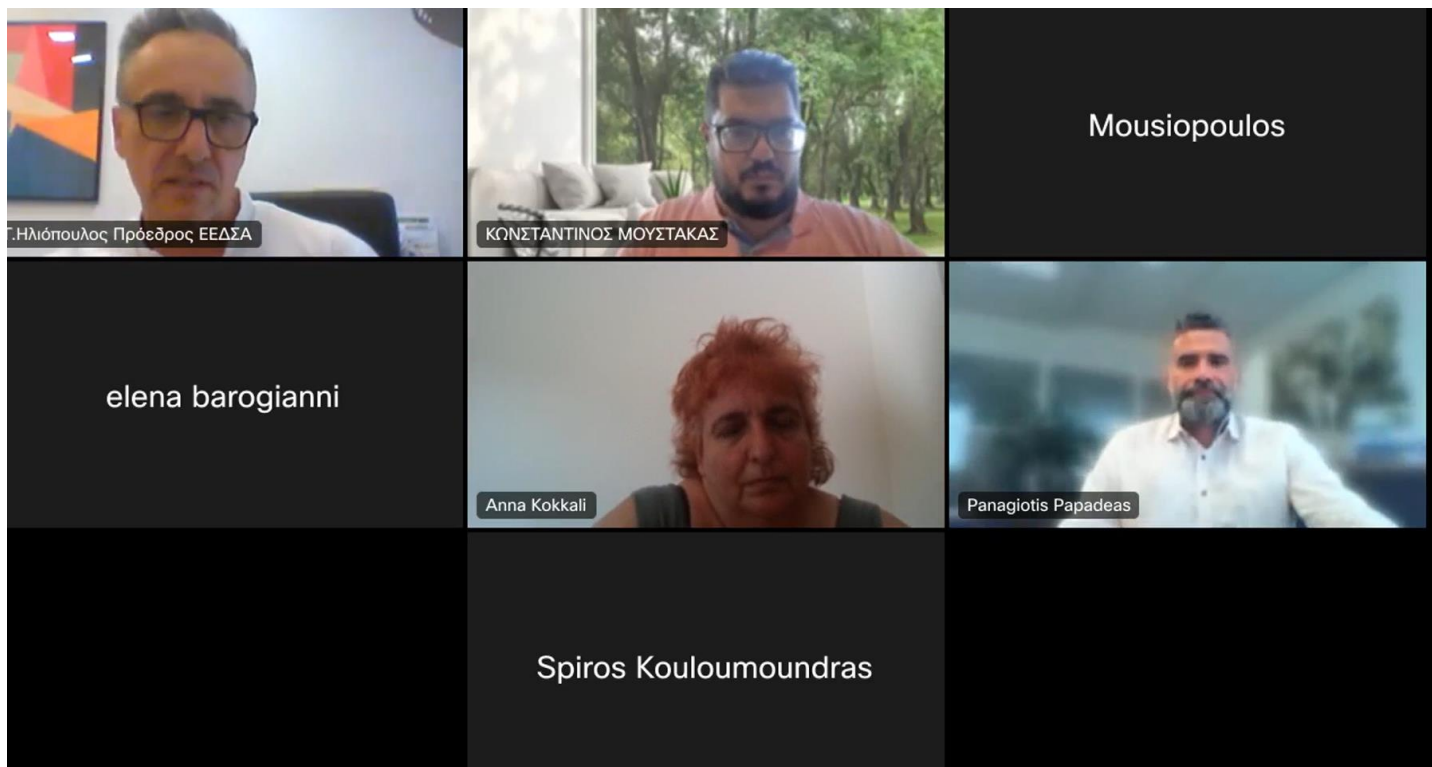 Γ.Ηλιόπουλος Πρόεδρος ΕΕΔΣΑ
ΚΩΝΣΤΑΝΤΙΝΟΣ ΜΟΥΣΤΑΚΑΣ
Mousiopoulos
elena barogianni
Anna Kokkali
Panagiotis Papadeas
Spiros Kouloumoundras